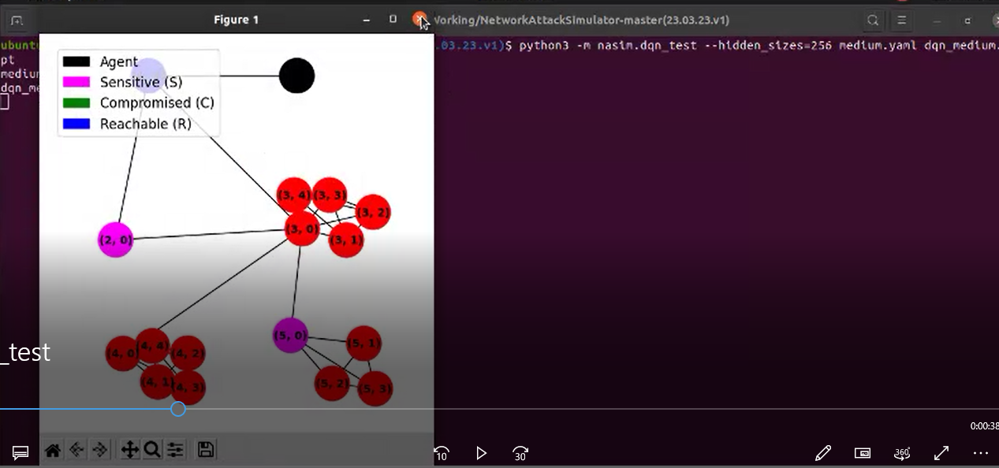 Figure 1
Working/NetworkAttackSimulator-master(23.03.23.v1)
.03.23.v1)$ python3 -m nasim.dqn_test --hidden_sizes=256 medium.yaml dqn_medium.
ubuntu
pt
medium
dqn_me
Agent
Sensitive (S)
Compromised (C)
Reachable (R)
(3, 4)
(3, 3)
(3, 2)
(3, 0)
(3, 1)
(2, 0)
(5, 0)
(5, 1)
(5, 2)
(5, 3)
(4, 0)
(4, 4)
(4, 2)
(4, 1)
(4, 3)
_test
0:00:38
10
30
360